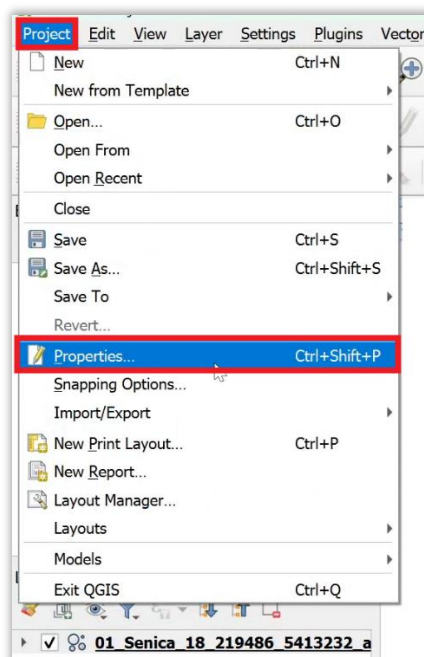 Project Edit View Layer Settings Plugins Vector
New Ctrl+N
New from Template
Open... Ctrl+O
Open From
Open Recent
Close
Save Ctrl+S
Save As... Ctrl+Shift+S
Save To
Revert...
Properties... Ctrl+Shift+P
Snapping Options...
Import/Export
New Print Layout... Ctrl+P
New Report...
Layout Manager...
Layouts
Models
Exit QGIS Ctrl+Q
01_Senica_18_219486_5413232_a